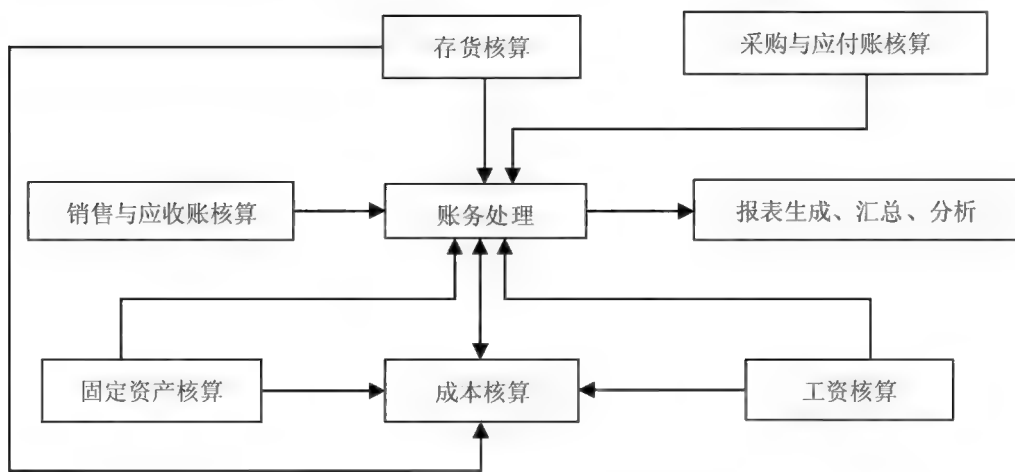 存货核算
采购与应付账核算
销售与应收账核算
账务处理
报表生成、汇总、分析
固定资产核算
成本核算
工资核算